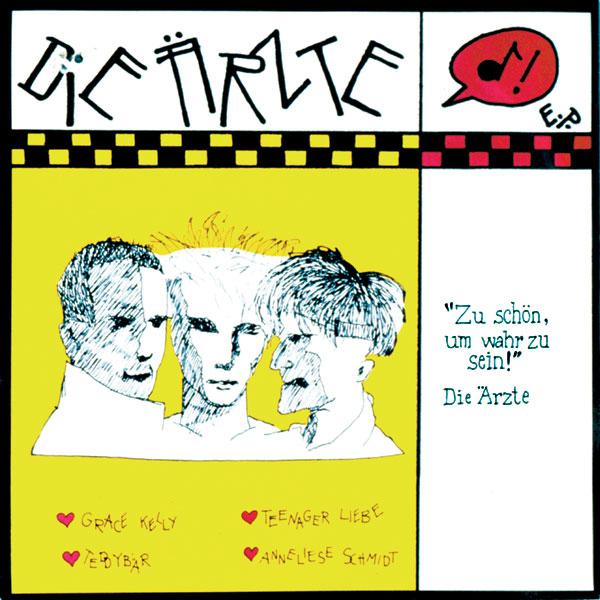 DiE ÄRZTE
E.P.
"Zu schön,
um wahr zu
sein!"
Die Ärzte
GRACE KELLY
TEENAGER LIEBE
TEDDYBÄR
ANNELIESE SCHMIDT